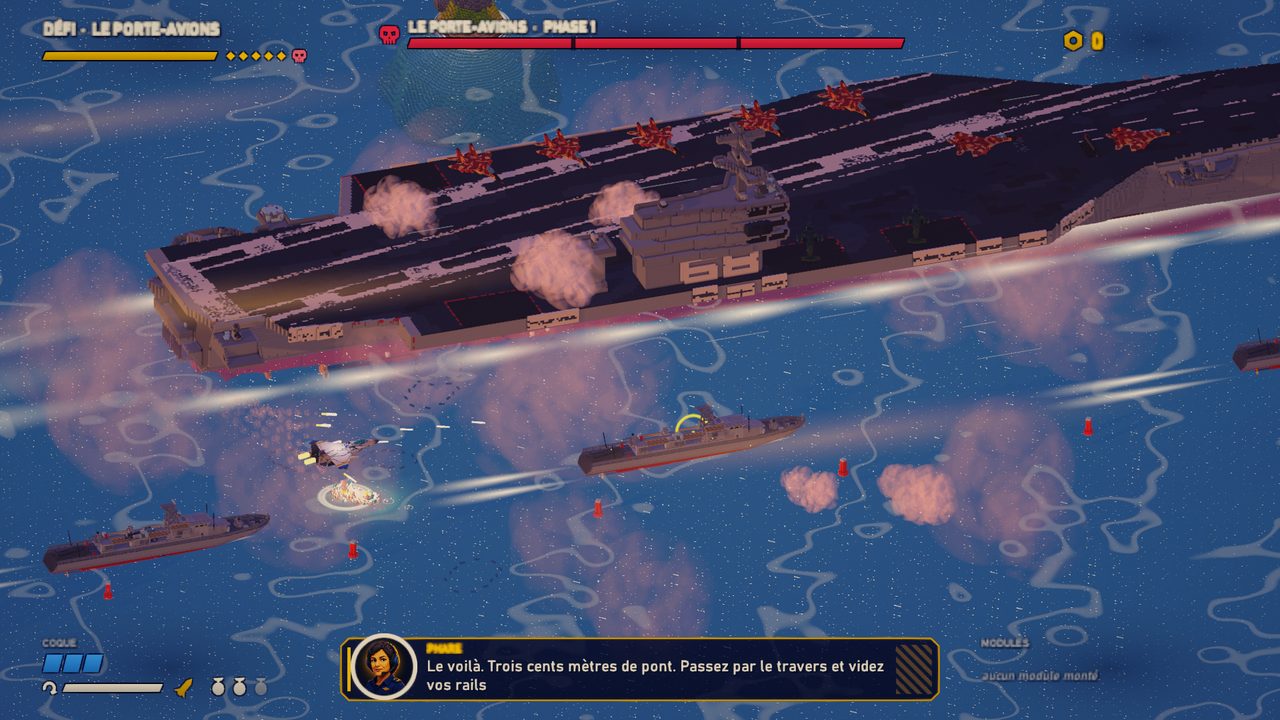 DÉFI - LE PORTE-AVIONS
LE PORTE-AVIONS - PHASE 1
0
68
COQUE
PHARE
Le voilà. Trois cents mètres de pont. Passez par le travers et videz
vos rails
MODULES
aucun module monté.